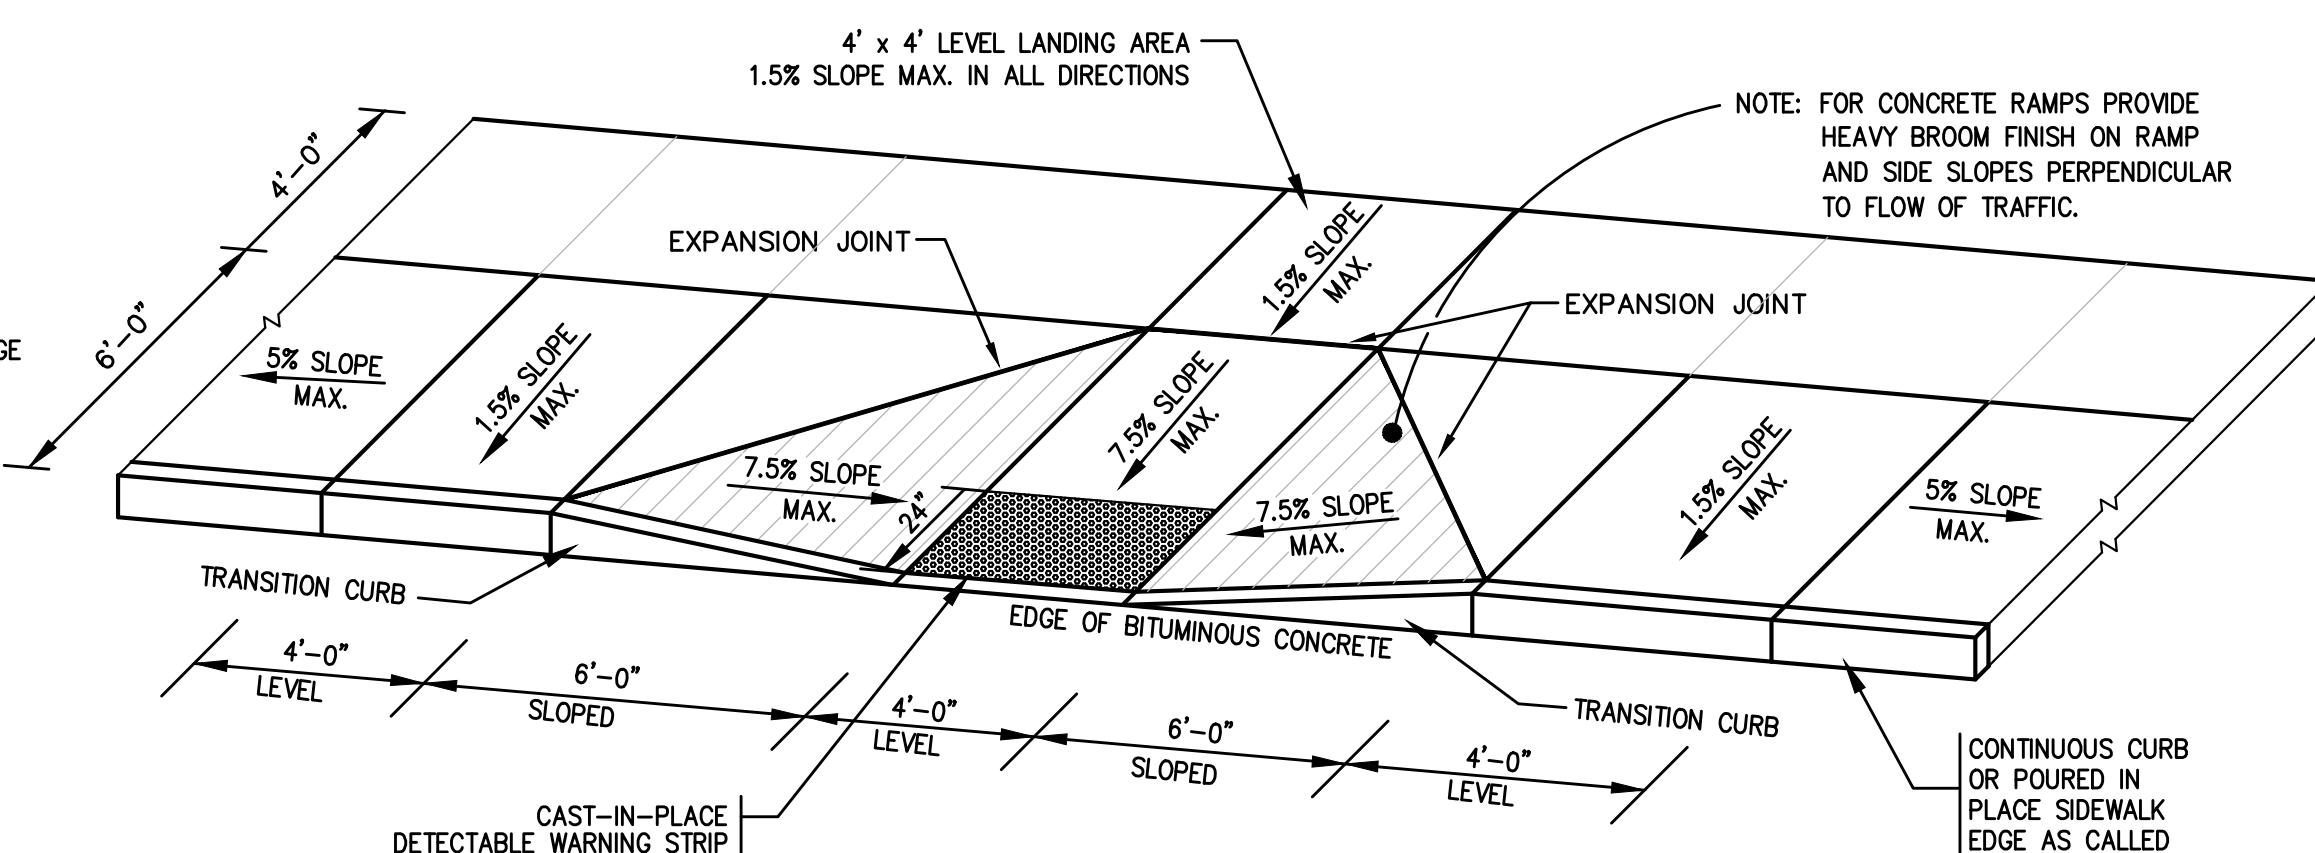 4' x 4' LEVEL LANDING AREA
1.5% SLOPE MAX. IN ALL DIRECTIONS
NOTE: FOR CONCRETE RAMPS PROVIDE
HEAVY BROOM FINISH ON RAMP
AND SIDE SLOPES PERPENDICULAR
TO FLOW OF TRAFFIC.
4'-0"
6'-0"
EXPANSION JOINT
1.5% SLOPE
MAX.
EXPANSION JOINT
GE
5% SLOPE
MAX.
1.5% SLOPE
MAX.
7.5% SLOPE
MAX.
7.5% SLOPE
MAX.
24"
7.5% SLOPE
MAX.
1.5% SLOPE
MAX.
5% SLOPE
MAX.
TRANSITION CURB
EDGE OF BITUMINOUS CONCRETE
4'-0"
LEVEL
6'-0"
SLOPED
4'-0"
LEVEL
6'-0"
SLOPED
4'-0"
LEVEL
TRANSITION CURB
CAST-IN-PLACE
DETECTABLE WARNING STRIP
CONTINUOUS CURB
OR POURED IN
PLACE SIDEWALK
EDGE AS CALLED